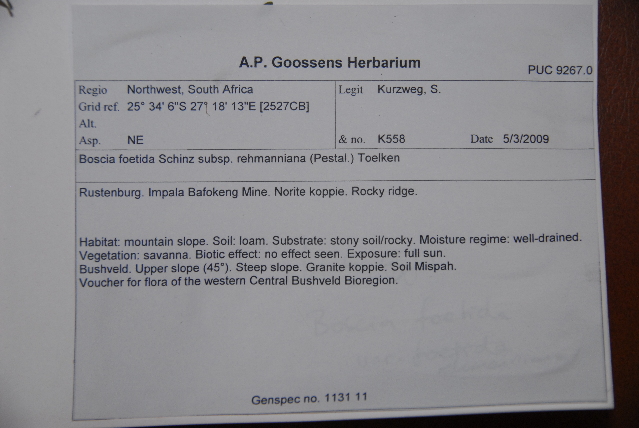 A.P. Goossens Herbarium
PUC 9267.0
Regio Northwest, South Africa
Legit Kurzweg, S.
Grid ref. 25° 34' 6"S 27° 18' 13"E [2527CB]
Alt.
Asp. NE
& no. K558 Date 5/3/2009
Boscia foetida Schinz subsp. rehmanniana (Pestal.) Toelken
Rustenburg. Impala Bafokeng Mine. Norite koppie. Rocky ridge.
Habitat: mountain slope. Soil: loam. Substrate: stony soil/rocky. Moisture regime: well-drained.
Vegetation: savanna. Biotic effect: no effect seen. Exposure: full sun.
Bushveld. Upper slope (45°). Steep slope. Granite koppie. Soil Mispah.
Voucher for flora of the western Central Bushveld Bioregion.
Boscia foetida
Genspec no. 1131 11